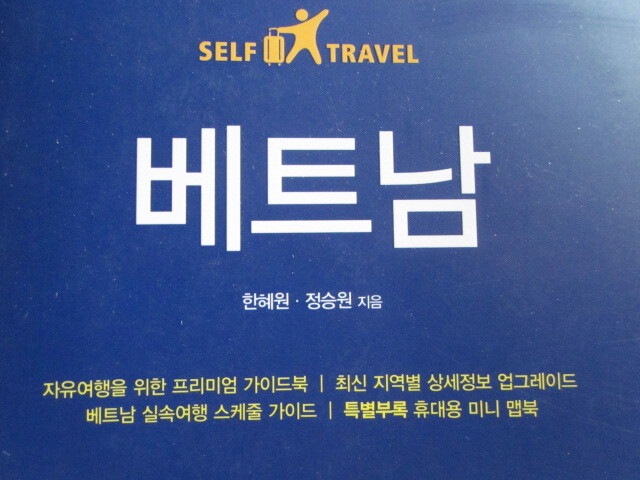 SELF TRAVEL
베트남
한혜원 · 정승원 지음
자유여행을 위한 프리미엄 가이드북 | 최신 지역별 상세정보 업그레이드
베트남 실속여행 스케줄 가이드 | 특별부록 휴대용 미니 맵북